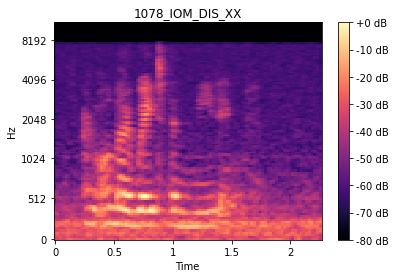 1078_IOM_DIS_XX
+0 dB
8192
-10 dB
4096
-20 dB
-30 dB
2048
Hz
-40 dB
1024
-50 dB
512
-60 dB
-70 dB
0
-80 dB
0 0.5 1 1.5 2
Time